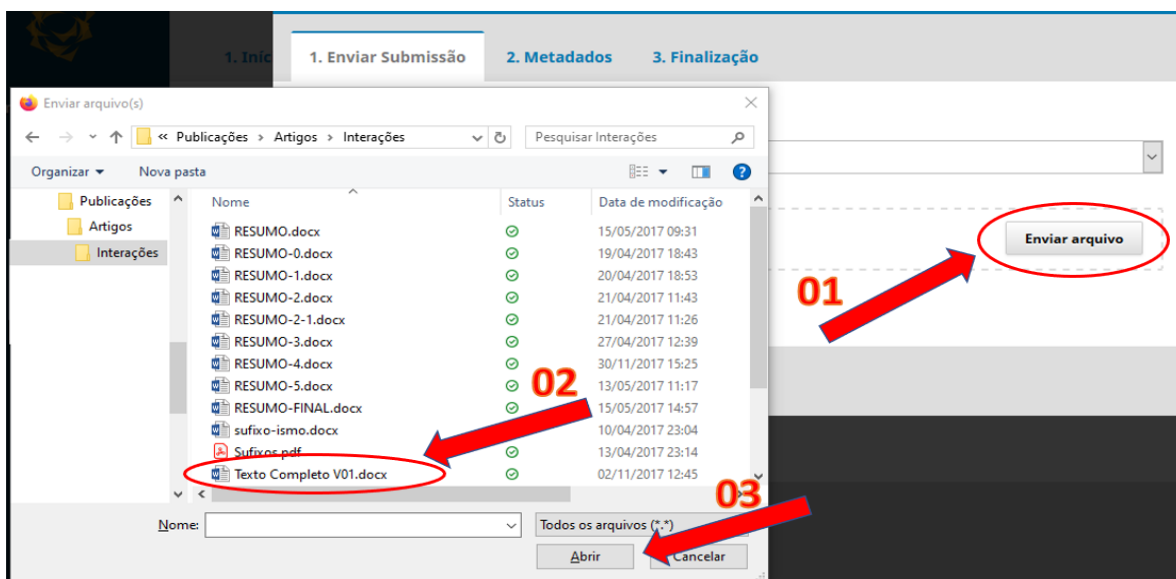 1. Iníc
1. Enviar Submissão 2. Metadados 3. Finalização
Enviar arquivo(s)
« Publicações > Artigos > Interações
Pesquisar Interações
Organizar Nova pasta
Publicações
Artigos
Interações
Nome Status Data de modificação
RESUMO.docx 15/05/2017 09:31
RESUMO-0.docx 19/04/2017 18:43
RESUMO-1.docx 20/04/2017 18:53
RESUMO-2.docx 21/04/2017 11:43
RESUMO-2-1.docx 21/04/2017 11:26
RESUMO-3.docx 27/04/2017 12:39
RESUMO-4.docx 30/11/2017 15:25
RESUMO-5.docx 13/05/2017 11:17
RESUMO-FINAL.docx 15/05/2017 14:57
sufixo-ismo.docx 10/04/2017 23:04
Sufixos.pdf 13/04/2017 23:14
Texto Completo V01.docx 02/11/2017 12:45
Nome:
Todos os arquivos (*.*)
Abrir Cancelar
Enviar arquivo
01
02
03